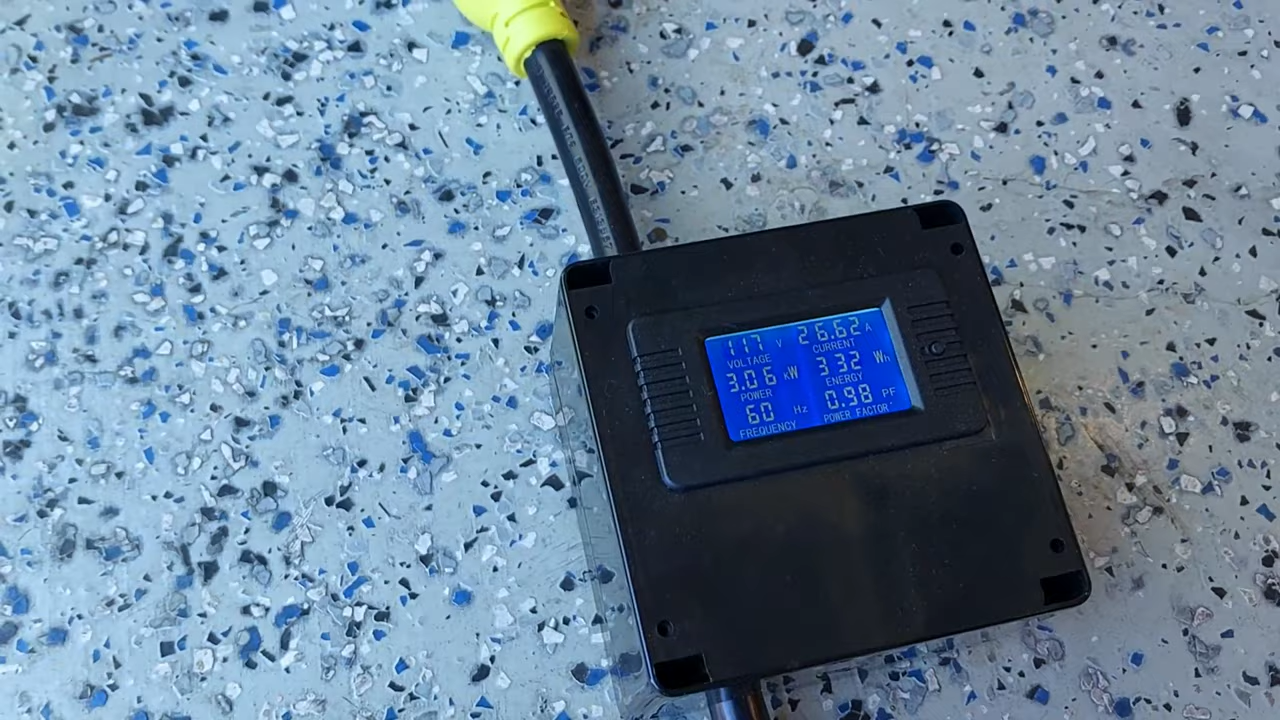 117 V 26.62 A
VOLTAGE CURRENT
3.06 kW 332 Wh
POWER ENERGY
60 Hz 0.98 PF
FREQUENCY POWER FACTOR